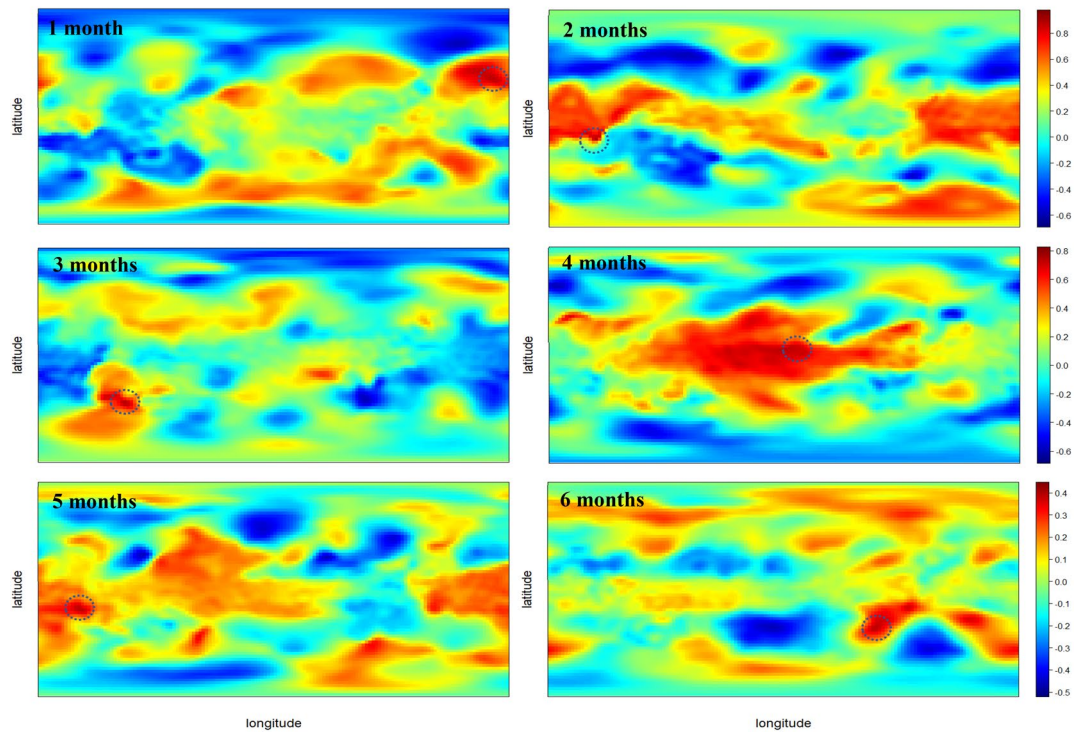 1 month
2 months
latitude
latitude
0.8
0.6
0.4
0.2
0.0
-0.2
-0.4
-0.6
3 months
4 months
latitude
latitude
0.8
0.6
0.4
0.2
0.0
-0.2
-0.4
-0.6
5 months
6 months
latitude
latitude
0.4
0.3
0.2
0.1
0.0
-0.1
-0.2
-0.3
-0.4
-0.5
longitude
longitude